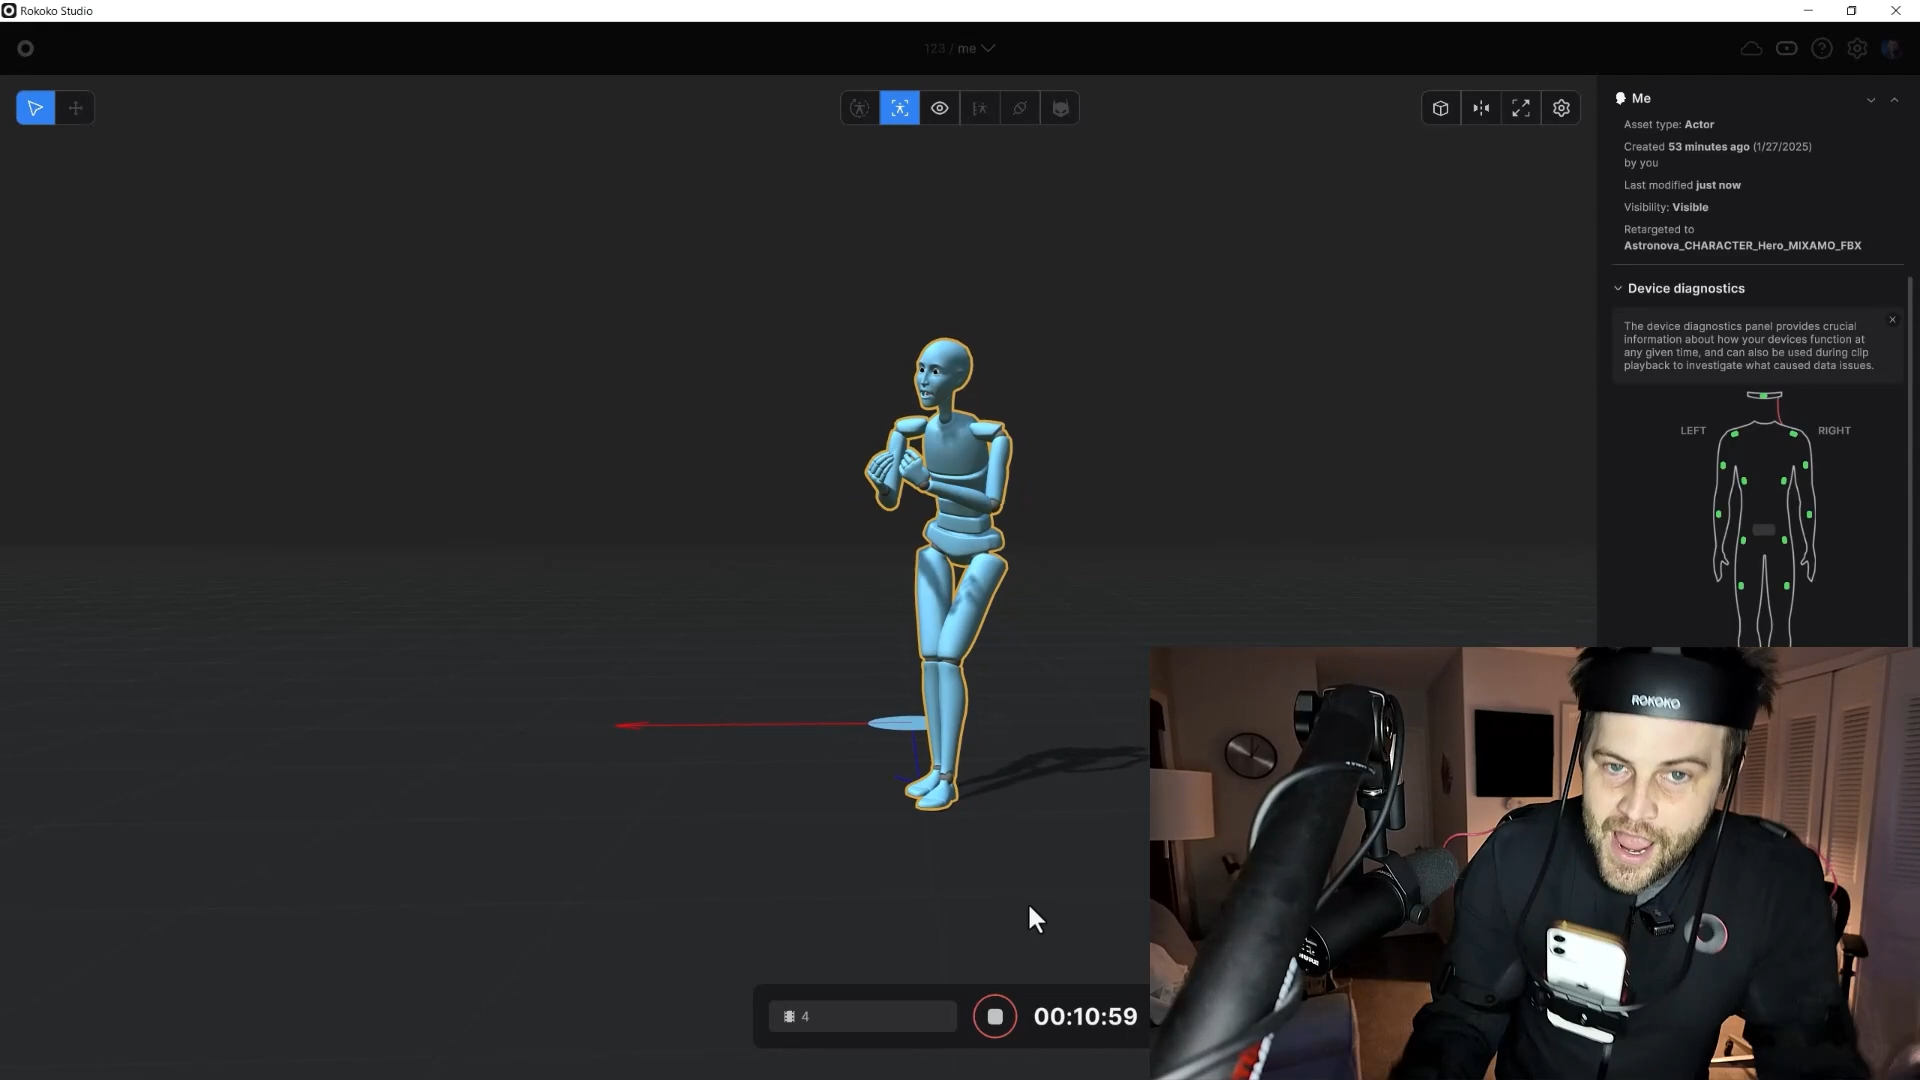 Rokoko Studio
123 / me
Me
Asset type: Actor
Created 53 minutes ago (1/27/2025)
by you
Last modified just now
Visibility: Visible
Retargeted to
Astronova_CHARACTER_Hero_MIXAMO_FBX
Device diagnostics
The device diagnostics panel provides crucial
information about how your devices function at
any given time, and can also be used during clip
playback to investigate what caused data issues.
LEFT
RIGHT
ROKOKO
4
00:10:59